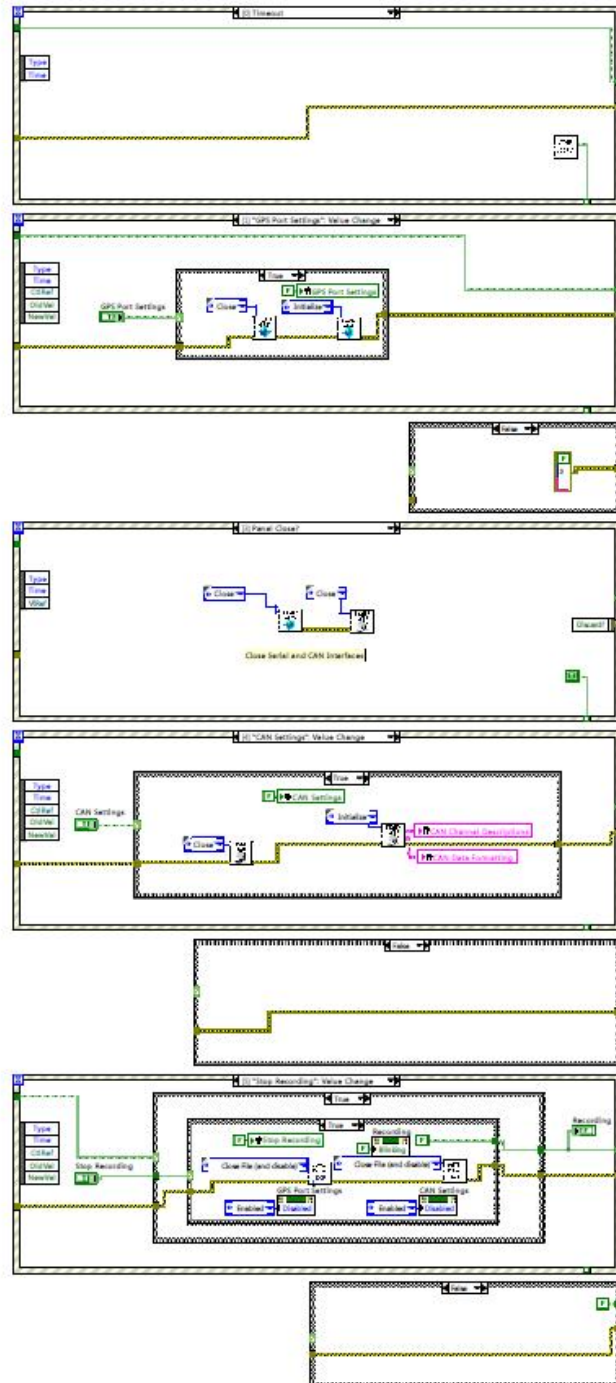 [0] Timeout
Type
Time
[1] "GPS Port Settings": Value Change
Type
Time
CtlRef
OldVal
NewVal
GPS Port Settings
True
F
GPS Port Settings
Close
Initialize
False
F
Panel Close?
Type
Time
VIRef
Close
Close
Close Serial and CAN Interfaces
Discard?
[4] "CAN Settings": Value Change
Type
Time
CtlRef
OldVal
NewVal
CAN Settings
True
F
CAN Settings
Initialize
Close
CAN Channel Descriptions
CAN Data Formatting
False
[5] "Stop Recording": Value Change
Type
Time
CtlRef
OldVal
NewVal
Stop Recording
True
True
F
Stop Recording
Recording
F
Blinking
F
Recording
Close File (and disable)
Close File (and disable)
GPS Port Settings
CAN Settings
Enabled
Disabled
Enabled
Disabled
False
F